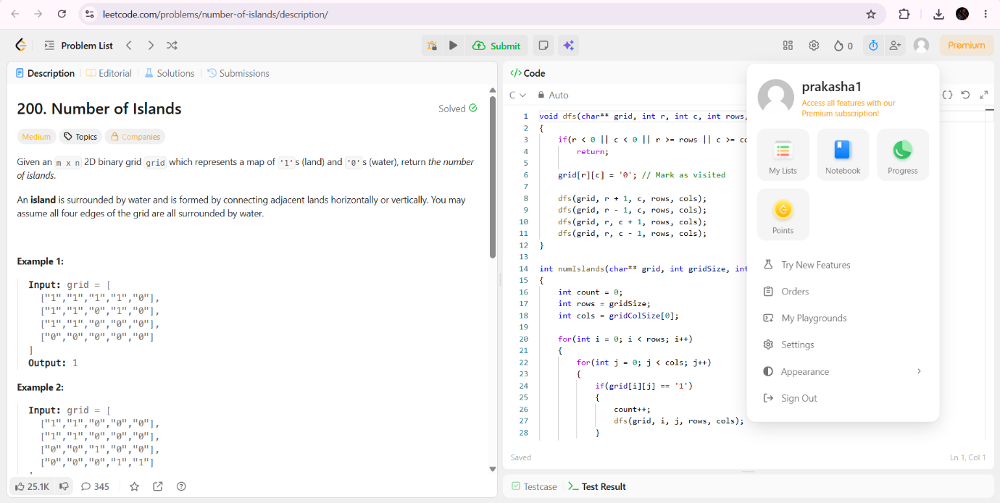 leetcode.com/problems/number-of-islands/description/
Problem List
Submit
0
Premium
Description
Editorial
Solutions
Submissions
200. Number of Islands
Solved
Medium
Topics
Companies
Given an m x n 2D binary grid grid which represents a map of '1's (land) and '0's (water), return the number
of islands.
An island is surrounded by water and is formed by connecting adjacent lands horizontally or vertically. You may
assume all four edges of the grid are all surrounded by water.
Example 1:
Input: grid = [
["1","1","1","1","0"],
["1","1","0","1","0"],
["1","1","0","0","0"],
["0","0","0","0","0"]
]
Output: 1
Example 2:
Input: grid = [
["1","1","0","0","0"],
["1","1","0","0","0"],
["0","0","1","0","0"],
["0","0","0","1","1"]
25.1K
345
</> Code
C
Auto
{}
1 void dfs(char** grid, int r, int c, int rows,
2 {
3 if(r < 0 || c < 0 || r >= rows || c >= co
4 return;
5
6 grid[r][c] = '0'; // Mark as visited
7
8 dfs(grid, r + 1, c, rows, cols);
9 dfs(grid, r - 1, c, rows, cols);
10 dfs(grid, r, c + 1, rows, cols);
11 dfs(grid, r, c - 1, rows, cols);
12 }
13
14 int numIslands(char** grid, int gridSize, int
15 {
16 int count = 0;
17 int rows = gridSize;
18 int cols = gridColSize[0];
19
20 for(int i = 0; i < rows; i++)
21 {
22 for(int j = 0; j < cols; j++)
23 {
24 if(grid[i][j] == '1')
25 {
26 count++;
27 dfs(grid, i, j, rows, cols);
28 }
Saved
Ln 1, Col 1
Testcase
Test Result
prakasha1
Access all features with our
Premium subscription!
My Lists
Notebook
Progress
Points
Try New Features
Orders
My Playgrounds
Settings
Appearance
Sign Out